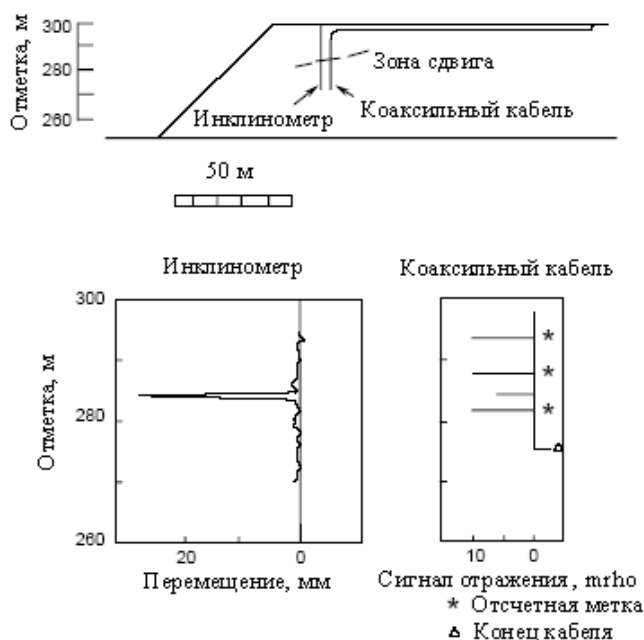 Отметка, м
300
280
260
Зона сдвига
Инклинометр
Коаксильный кабель
50 м
Инклинометр
Отметка, м
300
280
260
20 0
Перемещение, мм
Коаксильный кабель
* * *
10 0
Сигнал отражения, mrho
* Отсчетная метка
Δ Конец кабеля